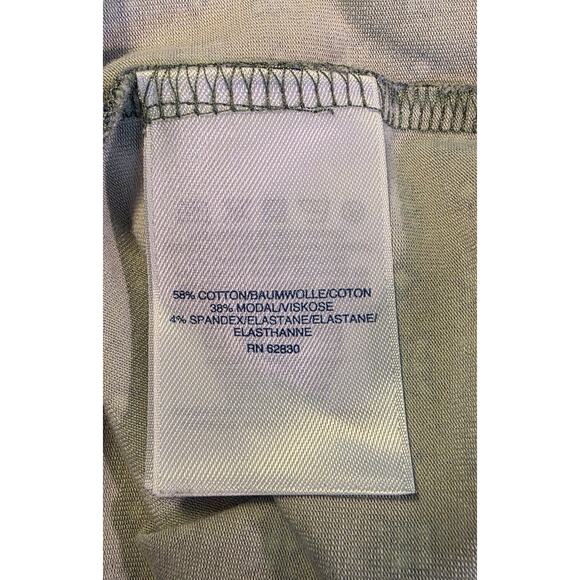 58% COTTON/BAUMWOLLE/COTON
38% MODAL/VISKOSE
4% SPANDEX/ELASTANE/ELASTANE/
ELASTHANNE
RN 62830